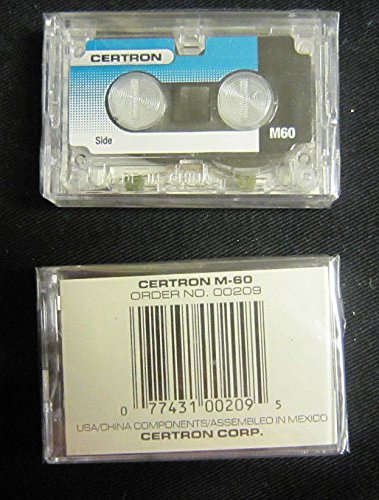 CERTRON
Side
M60
MADE IN CHINA
CERTRON M-60
ORDER NO. 00209
0 77431 00209 5
USA/CHINA COMPONENTS/ASSEMBLED IN MEXICO
CERTRON CORP.